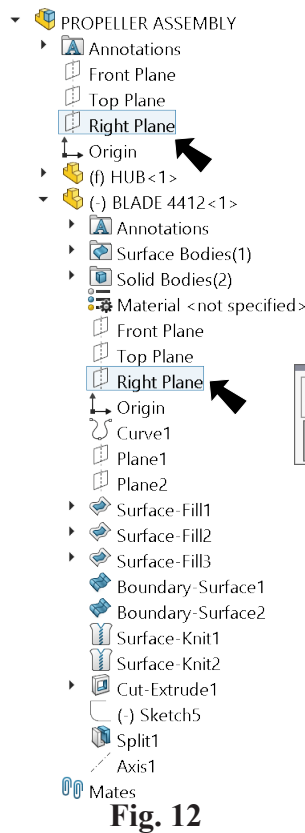 PROPELLER ASSEMBLY
Annotations
Front Plane
Top Plane
Right Plane
Origin
(f) HUB<1>
(-) BLADE 4412<1>
Annotations
Surface Bodies(1)
Solid Bodies(2)
Material <not specified>
Front Plane
Top Plane
Right Plane
Origin
Curve1
Plane1
Plane2
Surface-Fill1
Surface-Fill2
Surface-Fill3
Boundary-Surface1
Boundary-Surface2
Surface-Knit1
Surface-Knit2
Cut-Extrude1
(-) Sketch5
Split1
Axis1
Mates
Fig. 12